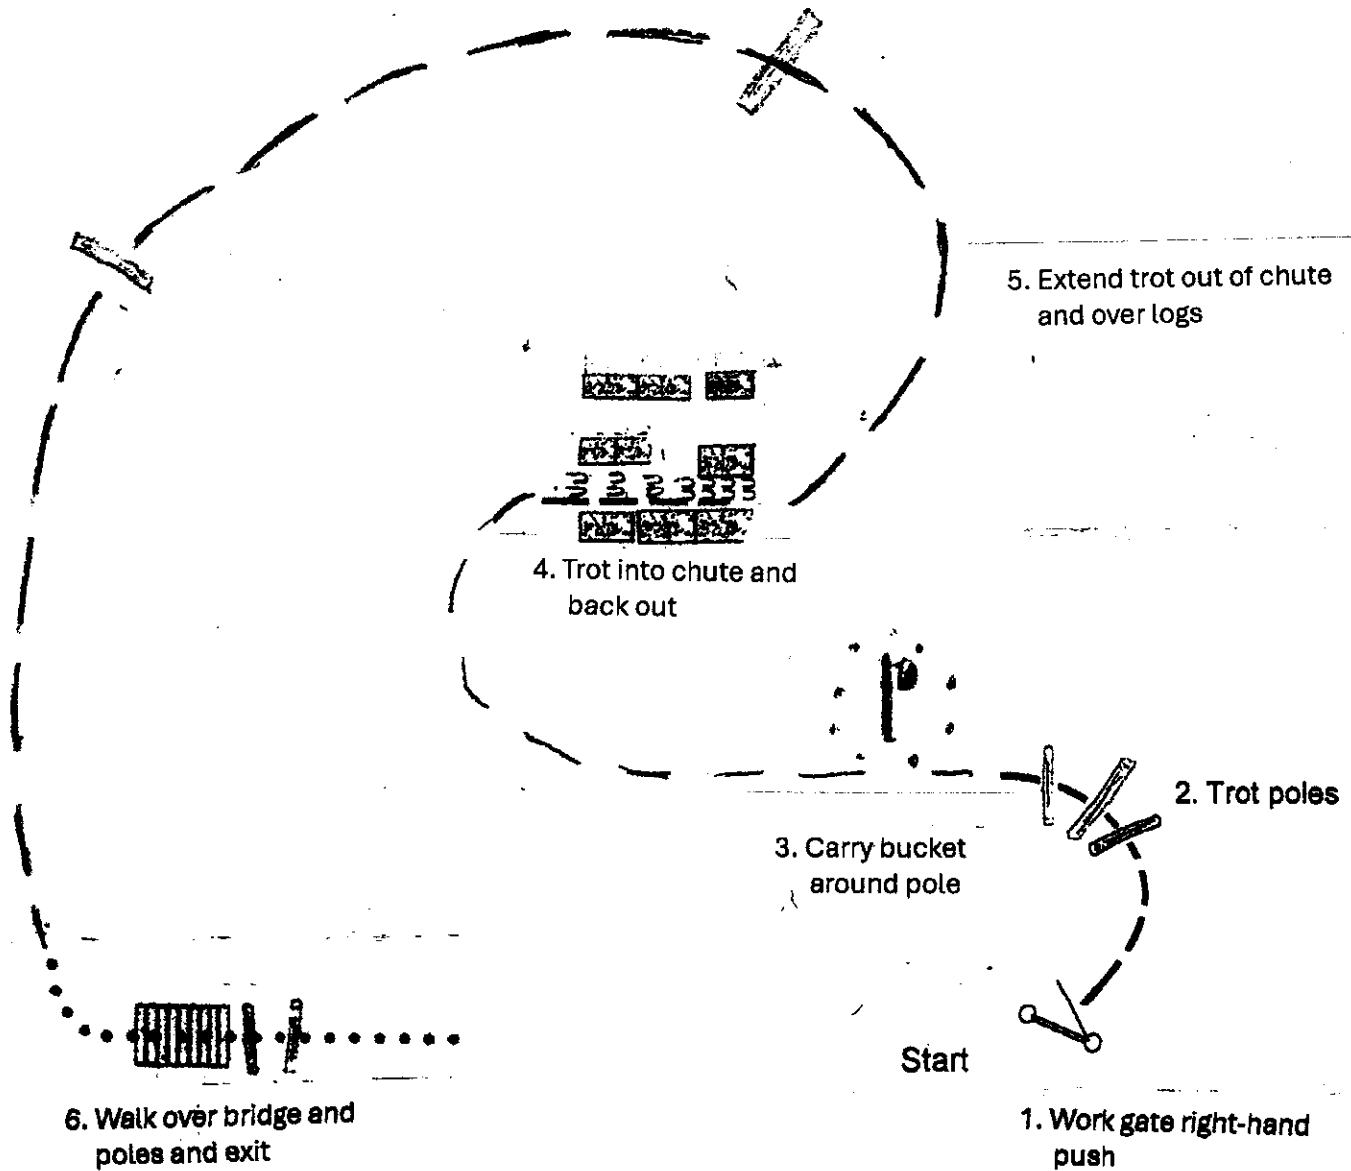 5. Extend trot out of chute
and over logs
4. Trot into chute and
back out
2. Trot poles
3. Carry bucket
around pole
Start
6. Walk over bridge and
poles and exit
1. Work gate right-hand
push